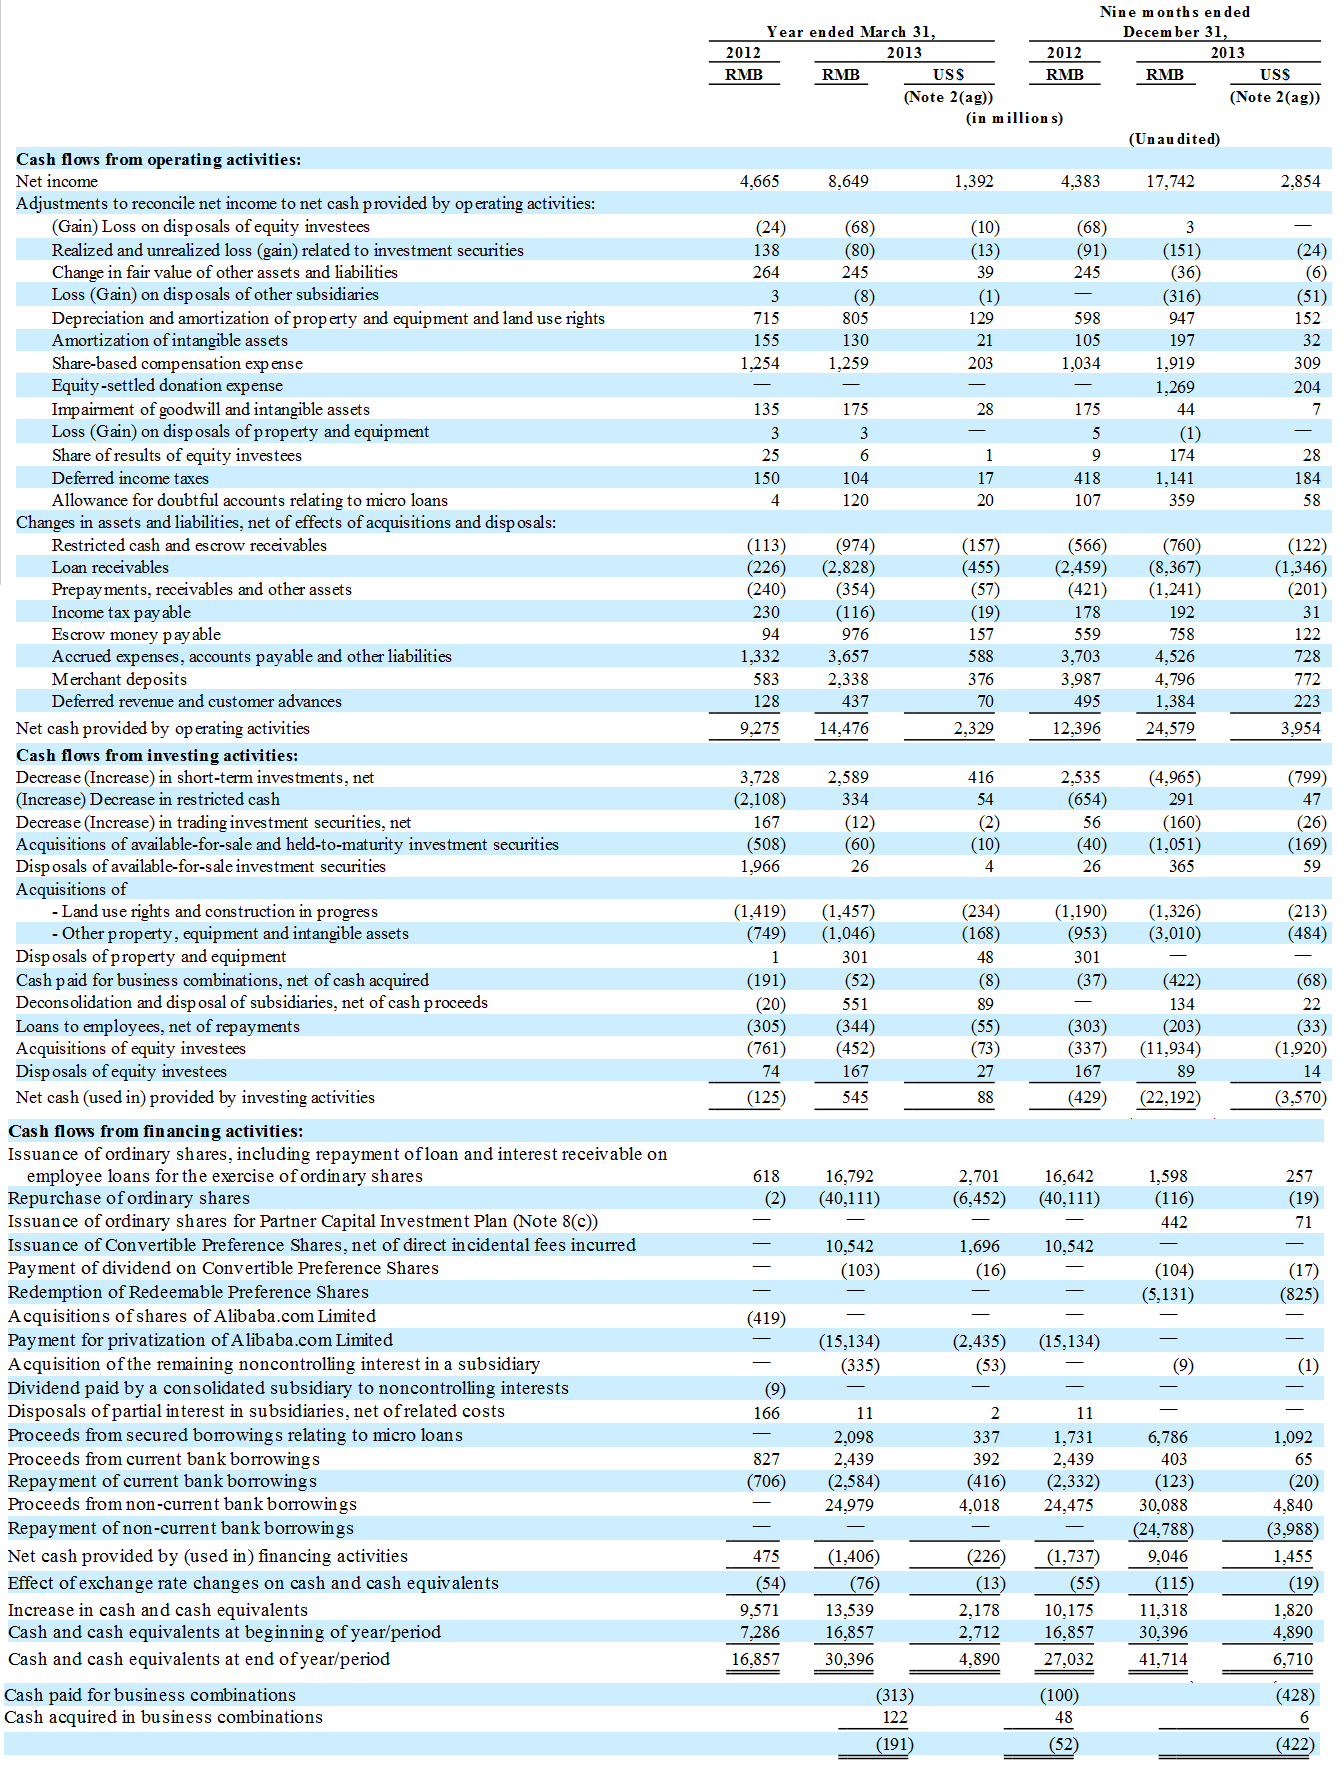 Nine months ended
Year ended March 31, December 31,
2012 2013 2012 2013
RMB RMB US$ RMB RMB US$
(Note 2(ag)) (Note 2(ag))
(in millions)
(Unaudited)
Cash flows from operating activities:
Net income 4,665 8,649 1,392 4,383 17,742 2,854
Adjustments to reconcile net income to net cash provided by operating activities:
(Gain) Loss on disposals of equity investees (24) (68) (10) (68) 3 —
Realized and unrealized loss (gain) related to investment securities 138 (80) (13) (91) (151) (24)
Change in fair value of other assets and liabilities 264 245 39 245 (36) (6)
Loss (Gain) on disposals of other subsidiaries 3 (8) (1) — (316) (51)
Depreciation and amortization of property and equipment and land use rights 715 805 129 598 947 152
Amortization of intangible assets 155 130 21 105 197 32
Share-based compensation expense 1,254 1,259 203 1,034 1,919 309
Equity-settled donation expense — — — — 1,269 204
Impairment of goodwill and intangible assets 135 175 28 175 44 7
Loss (Gain) on disposals of property and equipment 3 3 — 5 (1) —
Share of results of equity investees 25 6 1 9 174 28
Deferred income taxes 150 104 17 418 1,141 184
Allowance for doubtful accounts relating to micro loans 4 120 20 107 359 58
Changes in assets and liabilities, net of effects of acquisitions and disposals:
Restricted cash and escrow receivables (113) (974) (157) (566) (760) (122)
Loan receivables (226) (2,828) (455) (2,459) (8,367) (1,346)
Prepayments, receivables and other assets (240) (354) (57) (421) (1,241) (201)
Income tax payable 230 (116) (19) 178 192 31
Escrow money payable 94 976 157 559 758 122
Accrued expenses, accounts payable and other liabilities 1,332 3,657 588 3,703 4,526 728
Merchant deposits 583 2,338 376 3,987 4,796 772
Deferred revenue and customer advances 128 437 70 495 1,384 223
Net cash provided by operating activities 9,275 14,476 2,329 12,396 24,579 3,954
Cash flows from investing activities:
Decrease (Increase) in short-term investments, net 3,728 2,589 416 2,535 (4,965) (799)
(Increase) Decrease in restricted cash (2,108) 334 54 (654) 291 47
Decrease (Increase) in trading investment securities, net 167 (12) (2) 56 (160) (26)
Acquisitions of available-for-sale and held-to-maturity investment securities (508) (60) (10) (40) (1,051) (169)
Disposals of available-for-sale investment securities 1,966 26 4 26 365 59
Acquisitions of
- Land use rights and construction in progress (1,419) (1,457) (234) (1,190) (1,326) (213)
- Other property, equipment and intangible assets (749) (1,046) (168) (953) (3,010) (484)
Disposals of property and equipment 1 301 48 301 — —
Cash paid for business combinations, net of cash acquired (191) (52) (8) (37) (422) (68)
Deconsolidation and disposal of subsidiaries, net of cash proceeds (20) 551 89 — 134 22
Loans to employees, net of repayments (305) (344) (55) (303) (203) (33)
Acquisitions of equity investees (761) (452) (73) (337) (11,934) (1,920)
Disposals of equity investees 74 167 27 167 89 14
Net cash (used in) provided by investing activities (125) 545 88 (429) (22,192) (3,570)
Cash flows from financing activities:
Issuance of ordinary shares, including repayment of loan and interest receivable on
employee loans for the exercise of ordinary shares 618 16,792 2,701 16,642 1,598 257
Repurchase of ordinary shares (2) (40,111) (6,452) (40,111) (116) (19)
Issuance of ordinary shares for Partner Capital Investment Plan (Note 8(c)) — — — — 442 71
Issuance of Convertible Preference Shares, net of direct incidental fees incurred — 10,542 1,696 10,542 — —
Payment of dividend on Convertible Preference Shares — (103) (16) — (104) (17)
Redemption of Redeemable Preference Shares — — — — (5,131) (825)
Acquisitions of shares of Alibaba.com Limited (419) — — — — —
Payment for privatization of Alibaba.com Limited — (15,134) (2,435) (15,134) — —
Acquisition of the remaining noncontrolling interest in a subsidiary — (335) (53) — (9) (1)
Dividend paid by a consolidated subsidiary to noncontrolling interests (9) — — — — —
Disposals of partial interest in subsidiaries, net of related costs 166 11 2 11 — —
Proceeds from secured borrowings relating to micro loans — 2,098 337 1,731 6,786 1,092
Proceeds from current bank borrowings 827 2,439 392 2,439 403 65
Repayment of current bank borrowings (706) (2,584) (416) (2,332) (123) (20)
Proceeds from non-current bank borrowings — 24,979 4,018 24,475 30,088 4,840
Repayment of non-current bank borrowings — — — — (24,788) (3,988)
Net cash provided by (used in) financing activities 475 (1,406) (226) (1,737) 9,046 1,455
Effect of exchange rate changes on cash and cash equivalents (54) (76) (13) (55) (115) (19)
Increase in cash and cash equivalents 9,571 13,539 2,178 10,175 11,318 1,820
Cash and cash equivalents at beginning of year/period 7,286 16,857 2,712 16,857 30,396 4,890
Cash and cash equivalents at end of year/period 16,857 30,396 4,890 27,032 41,714 6,710
Cash paid for business combinations (313) (100) (428)
Cash acquired in business combinations 122 48 6
(191) (52) (422)